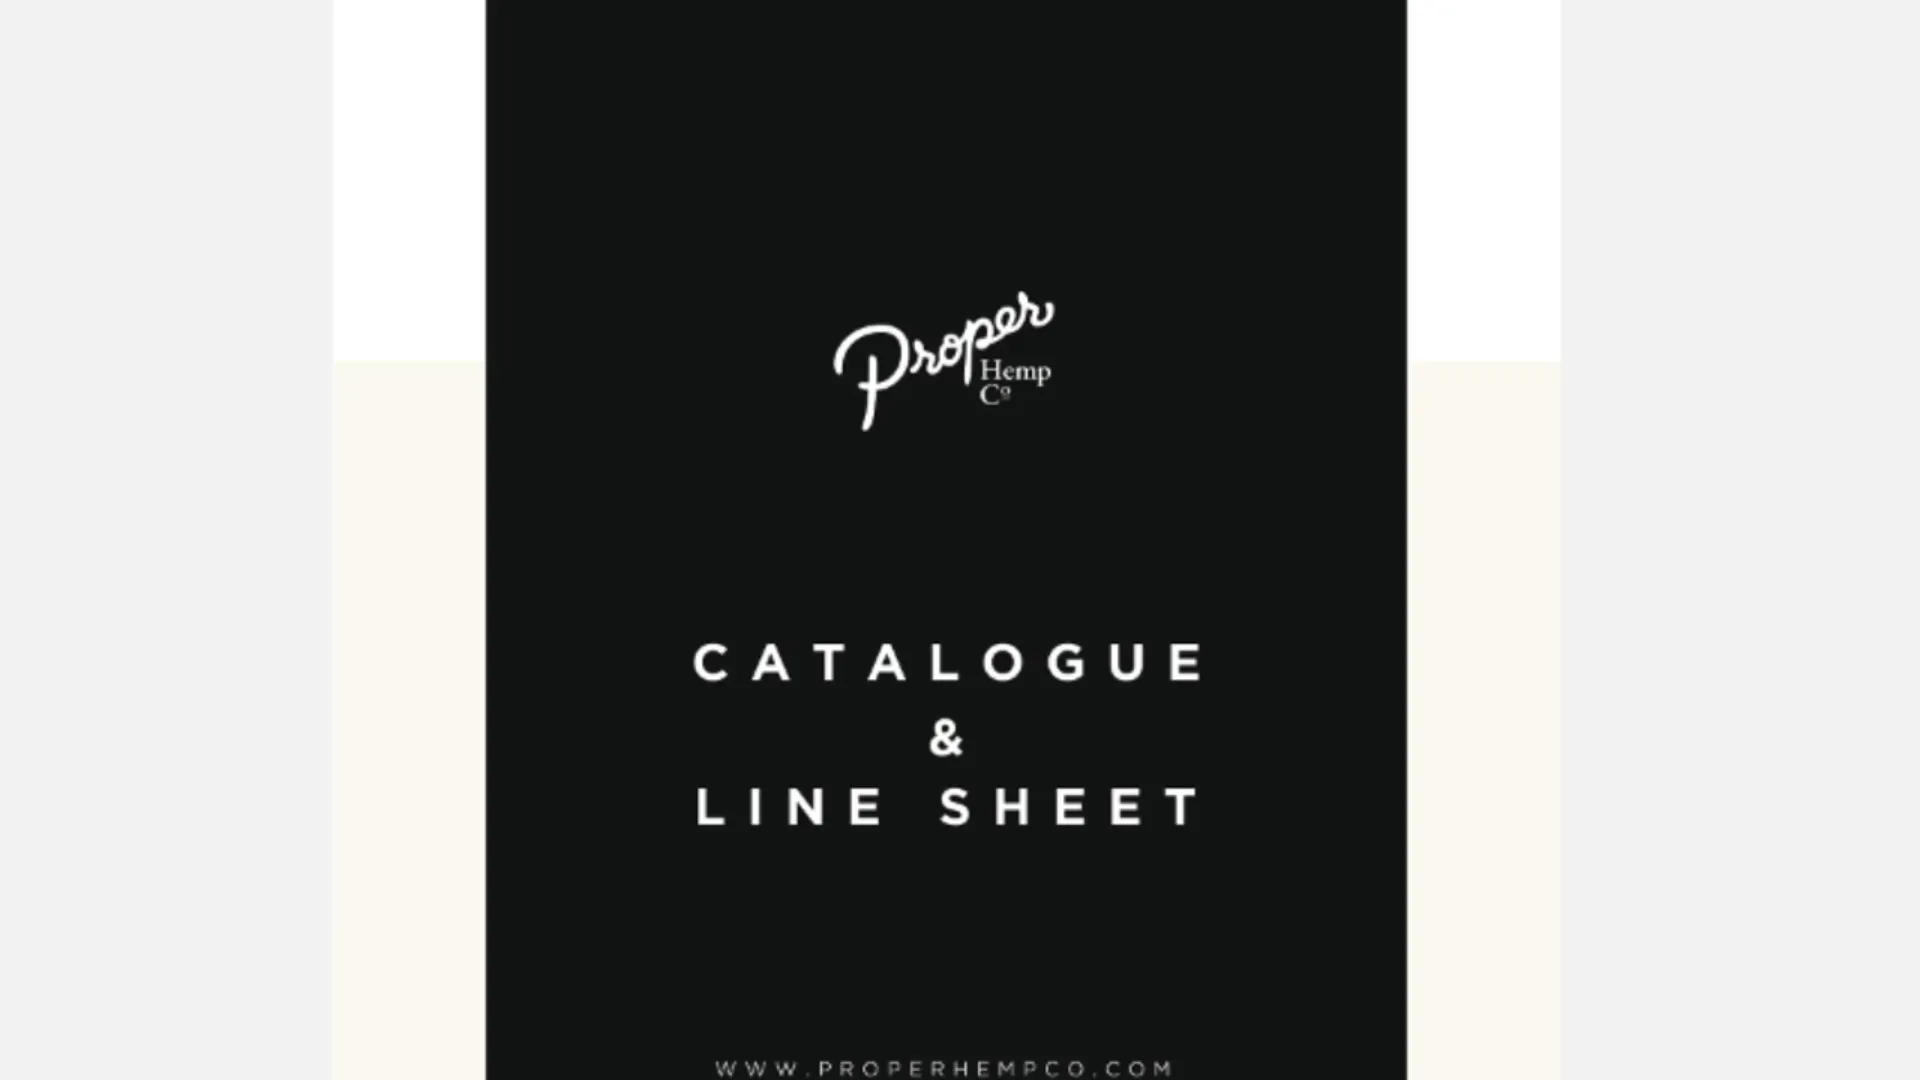 Proper
Hemp
Cº
CATALOGUE
&
LINE SHEET
WWW.PROPERHEMPCO.COM